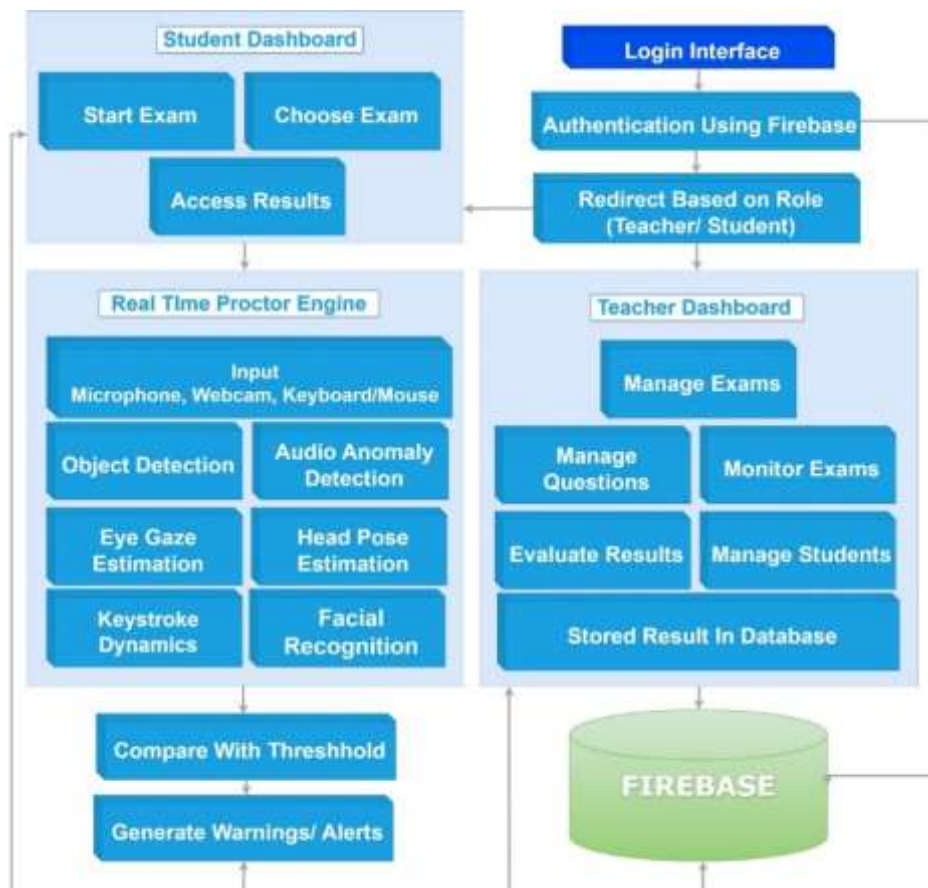 Student Dashboard
Start Exam
Choose Exam
Access Results
Login Interface
Authentication Using Firebase
Redirect Based on Role
(Teacher/ Student)
Real TIme Proctor Engine
Input
Microphone, Webcam, Keyboard/Mouse
Object Detection
Audio Anomaly
Detection
Eye Gaze
Estimation
Head Pose
Estimation
Keystroke
Dynamics
Facial
Recognition
Compare With Threshhold
Generate Warnings/ Alerts
Teacher Dashboard
Manage Exams
Manage
Questions
Monitor Exams
Evaluate Results
Manage Students
Stored Result In Database
FIREBASE